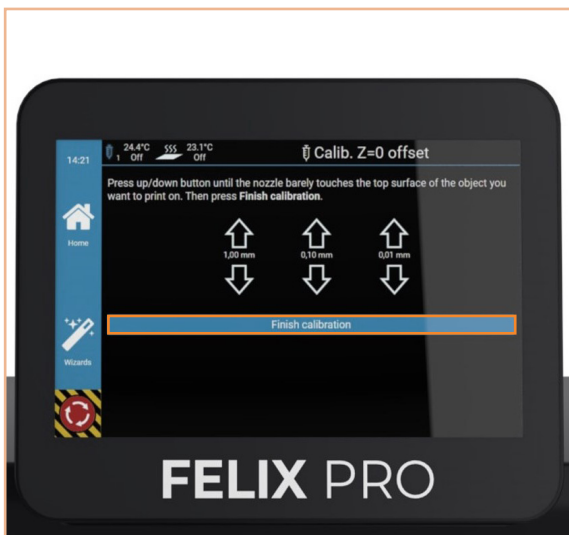 14:21
1 24.4°C Off 23.1°C Off
Calib. Z=0 offset
Press up/down button until the nozzle barely touches the top surface of the object you
want to print on. Then press Finish calibration.
Home
1,00 mm 0,10 mm 0,01 mm
Finish calibration
Wizards
FELIX PRO